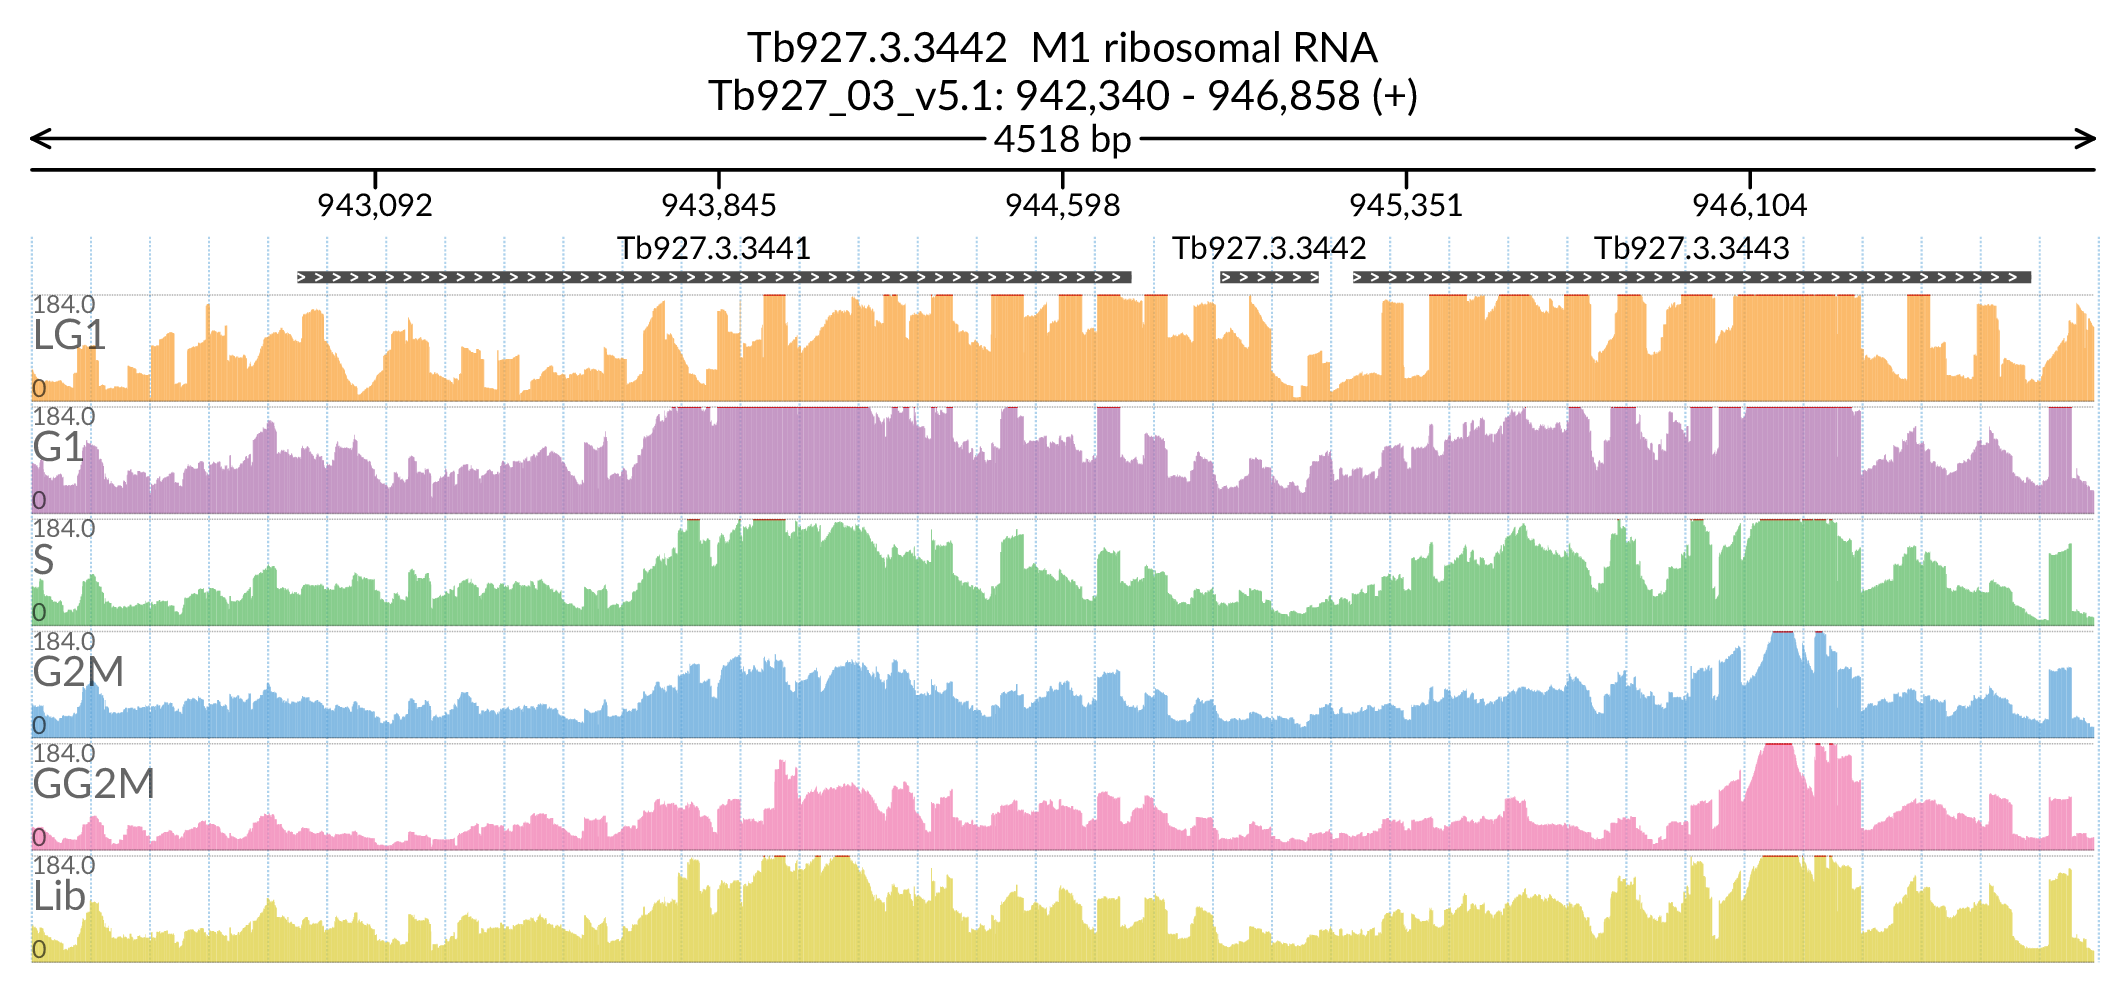 Tb927.3.3442  M1 ribosomal RNA
Tb927_03_v5.1: 942,340 - 946,858 (+)
4518 bp
943,092 943,845 944,598 945,351 946,104
Tb927.3.3441 Tb927.3.3442 Tb927.3.3443
184.0
LG1
0
184.0
G1
0
184.0
S
0
184.0
G2M
0
184.0
GG2M
0
184.0
Lib
0